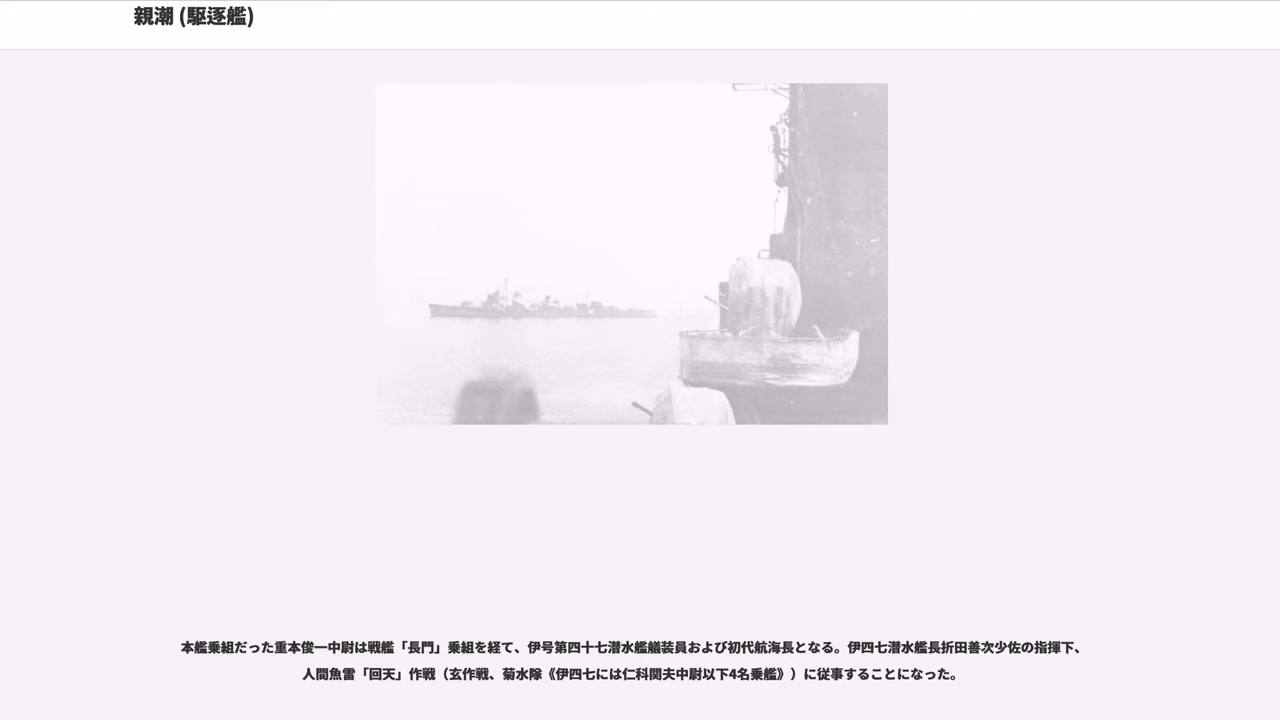 親潮 (駆逐艦)
本艦乗組だった重本俊一中尉は戦艦「長門」乗組を経て、伊号第四十七潜水艦艤装員および初代航海長となる。伊四七潜水艦長折田善次少佐の指揮下、
人間魚雷「回天」作戦（玄作戦、菊水隊《伊四七には仁科関夫中尉以下4名乗艦》）に従事することになった。